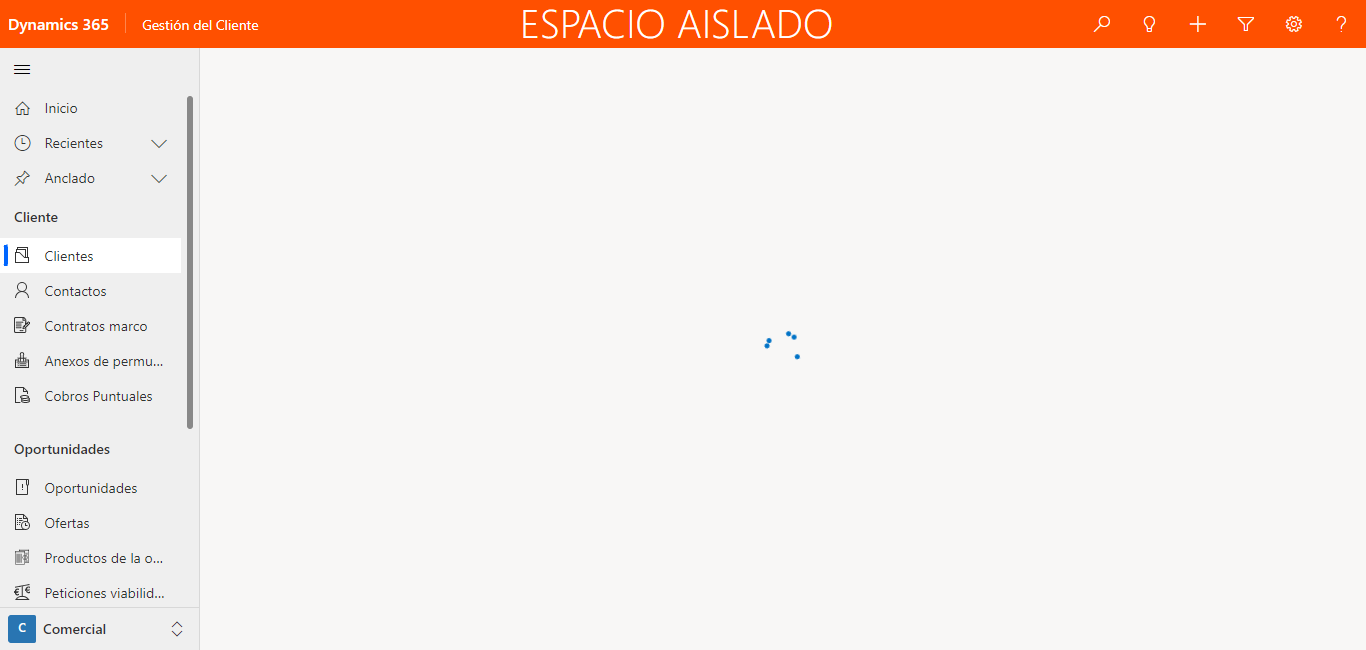 Dynamics 365
Gestión del Cliente
ESPACIO AISLADO
Inicio
Recientes
Anclado
Cliente
Clientes
Contactos
Contratos marco
Anexos de permu...
Cobros Puntuales
Oportunidades
Oportunidades
Ofertas
Productos de la o...
Peticiones viabilid...
C Comercial